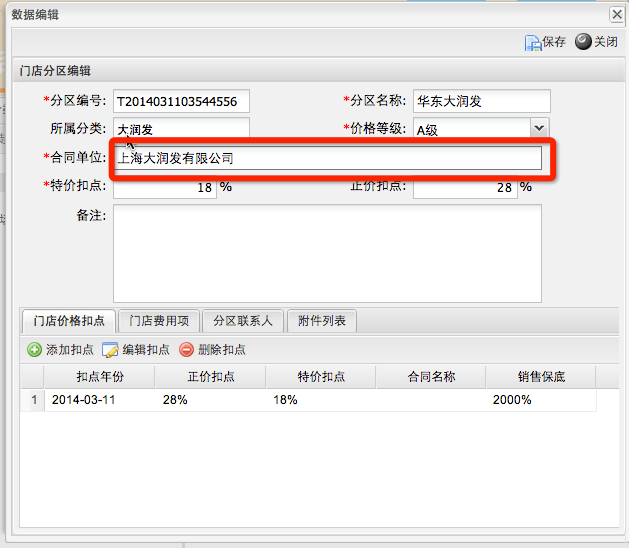 数据编辑
保存 关闭
门店分区编辑
*分区编号: T2014031103544556 *分区名称: 华东大润发
所属分类: 大润发 *价格等级: A级
*合同单位: 上海大润发有限公司
*特价扣点: 18 % 正价扣点: 28 %
备注:
门店价格扣点 门店费用项 分区联系人 附件列表
添加扣点 编辑扣点 删除扣点
扣点年份 正价扣点 特价扣点 合同名称 销售保底
1 2014-03-11 28% 18% 2000%